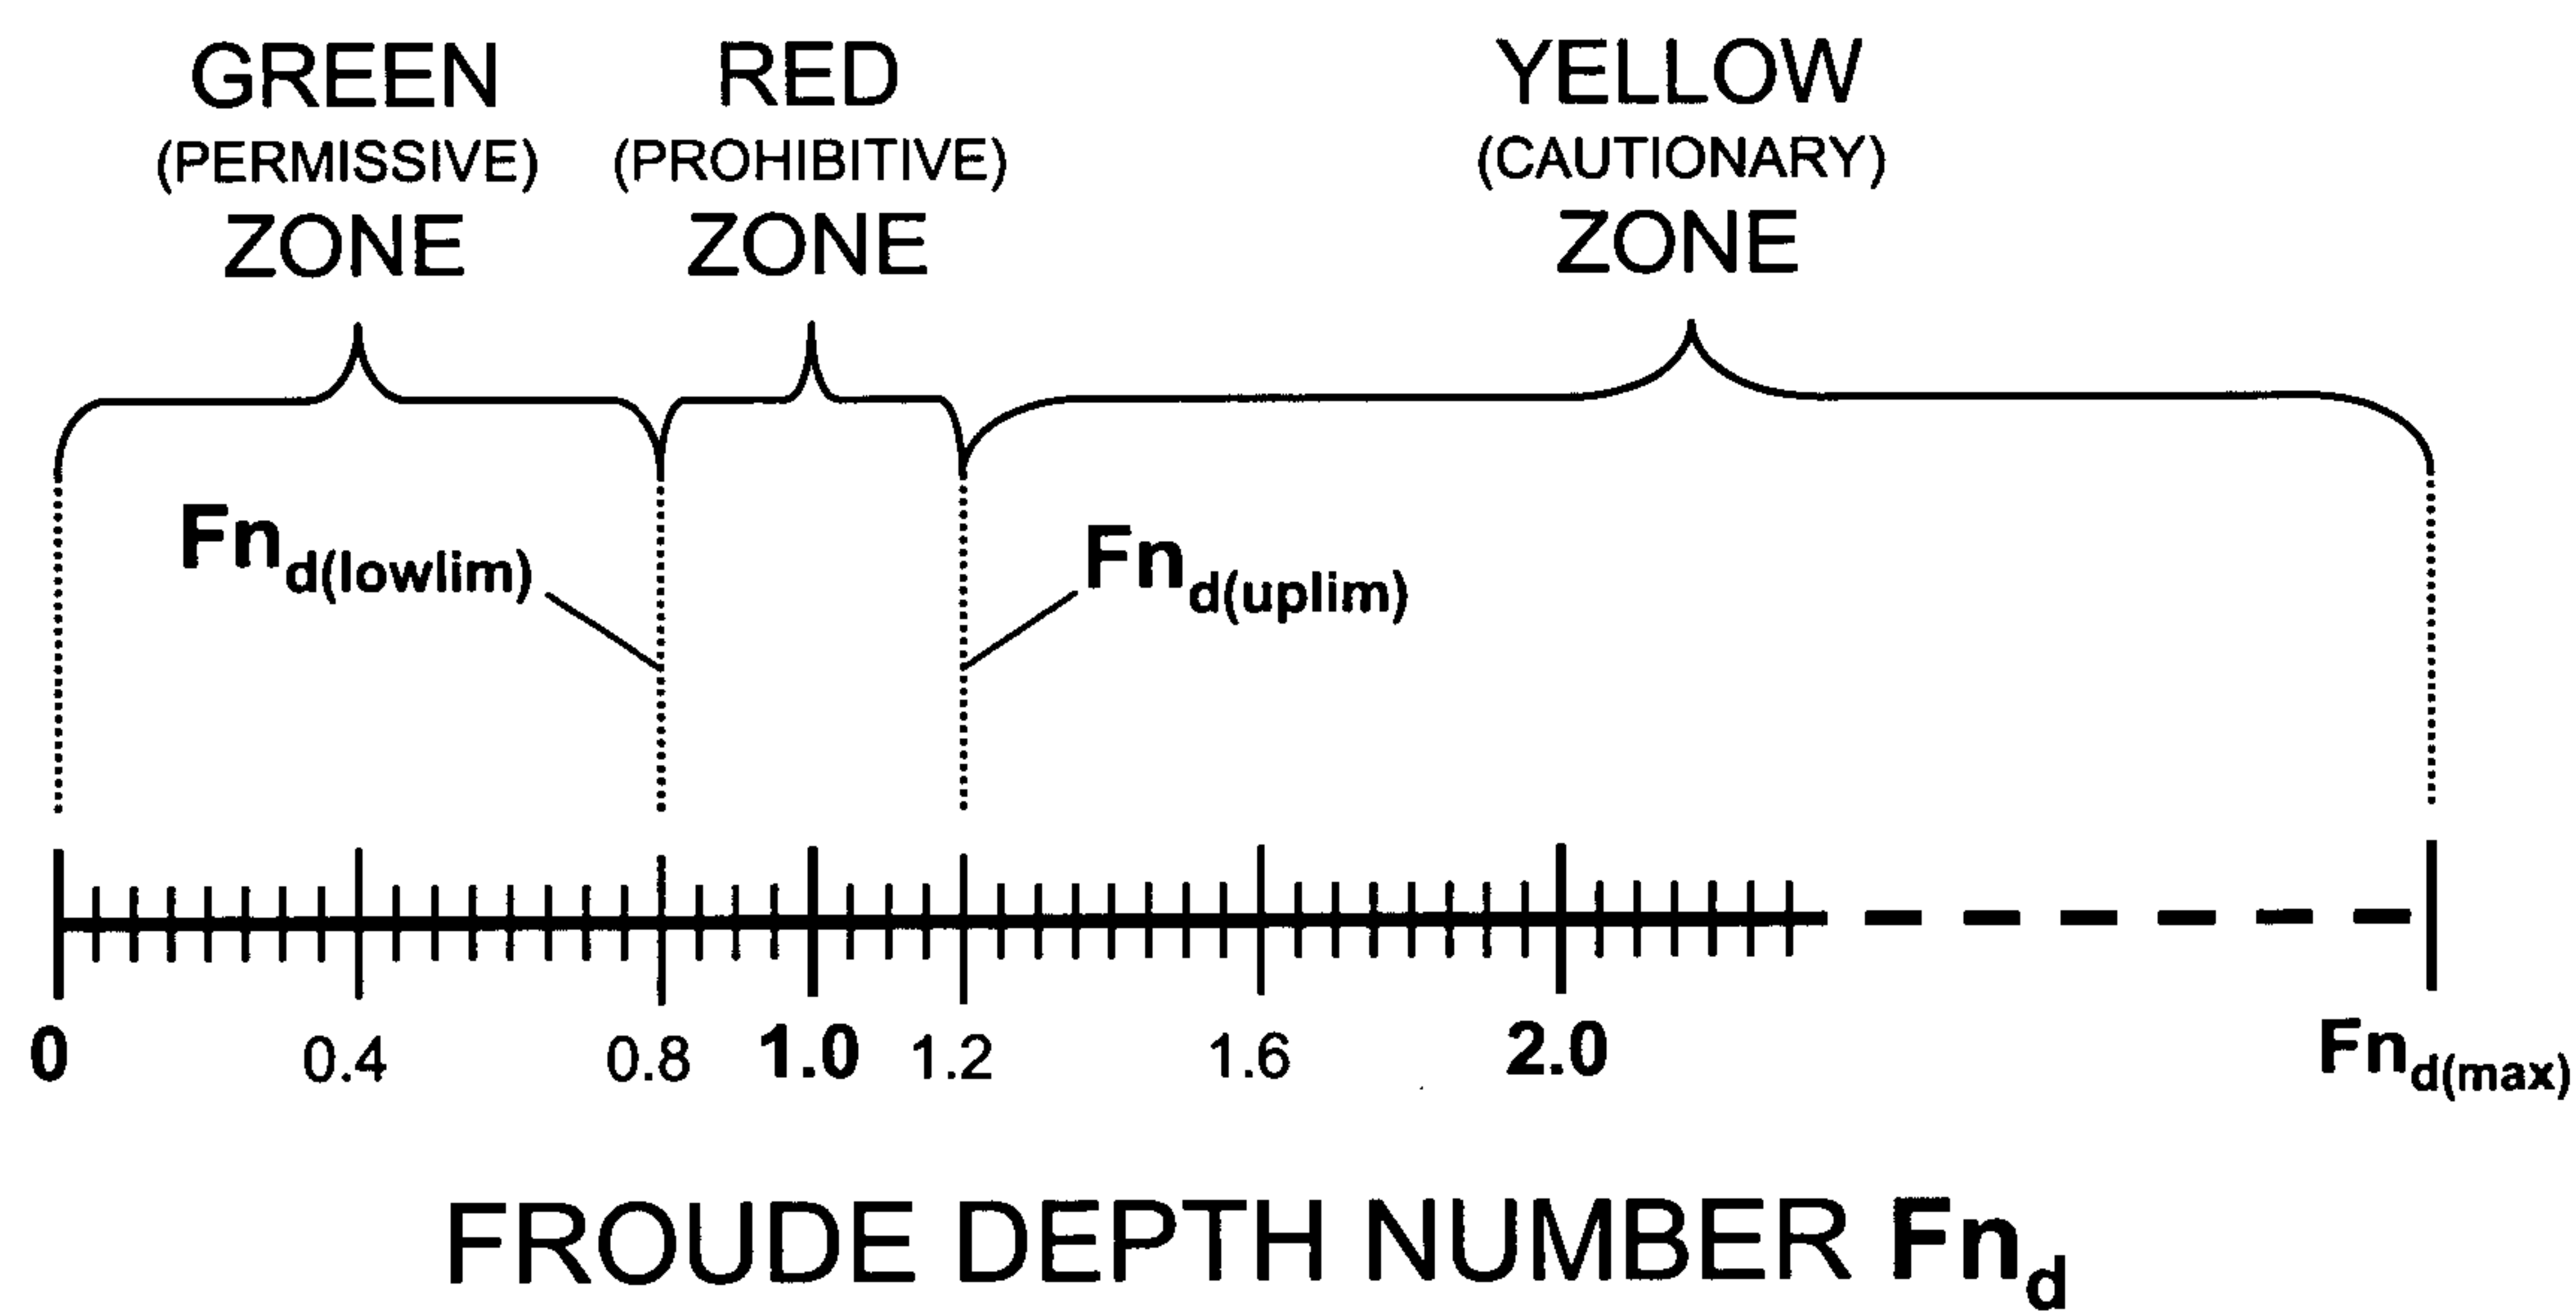 GREEN
(PERMISSIVE)
ZONE
RED
(PROHIBITIVE)
ZONE
YELLOW
(CAUTIONARY)
ZONE
Fnd(lowlim)
Fnd(uplim)
0
0.4
0.8
1.0
1.2
1.6
2.0
Fnd(max)
FROUDE DEPTH NUMBER Fnd